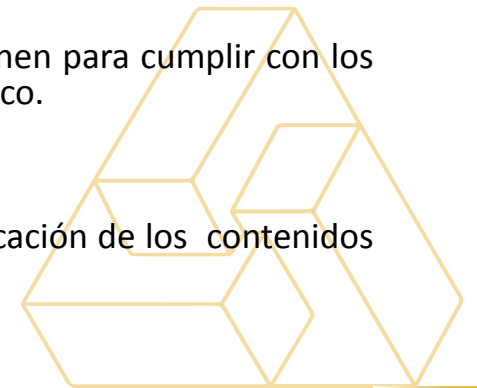 nen para cumplir con los
co.
cación de los  contenidos